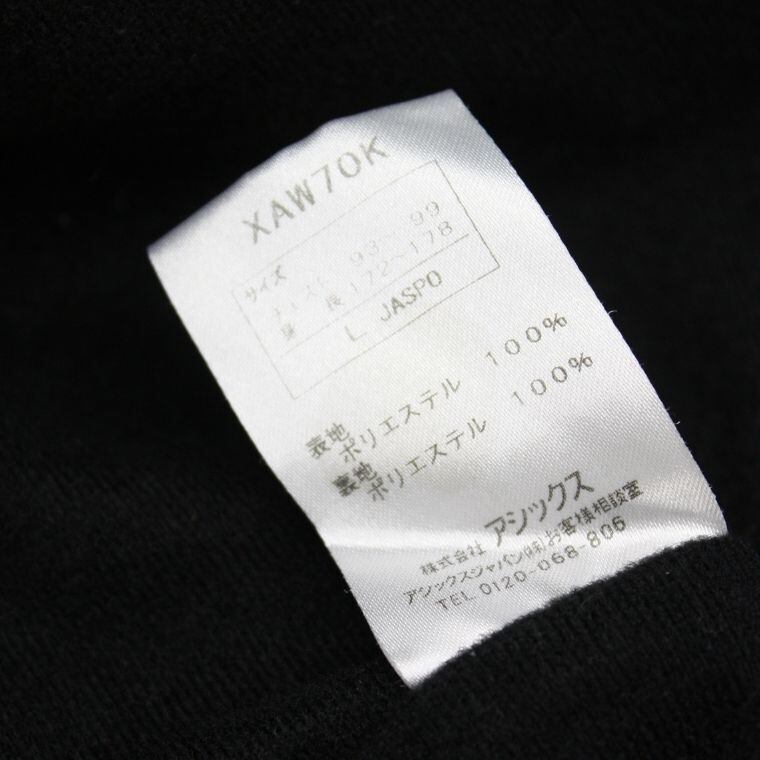 XAW70K
サイズ
チェスト 93~99
身 長 172~178
L JASPO
表地
ポリエステル 100%
裏地
ポリエステル 100%
株式会社 アシックス
アシックスジャパン(株)お客様相談室
TEL 0120-068-806